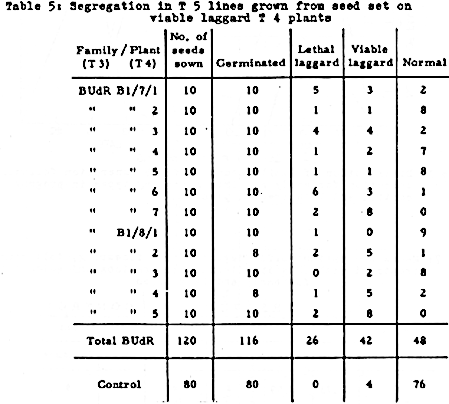 Table 5: Segregation in T 5 lines grown from seed set on
viable laggard T 4 plants
Family/Plant (T3) (T4) No. of seeds sown Germinated Lethal laggard Viable laggard Normal
BUdR B1/7/1 10 10 5 3 2
" " 2 10 10 1 1 8
" " 3 10 10 4 4 2
" " 4 10 10 1 2 7
" " 5 10 10 1 1 8
" " 6 10 10 6 3 1
" " 7 10 10 2 8 0
" B1/8/1 10 10 1 0 9
" " 2 10 8 2 5 1
" " 3 10 10 0 2 8
" " 4 10 8 1 5 2
" " 5 10 10 2 8 0
Total BUdR 120 116 26 42 48
Control 80 80 0 4 76